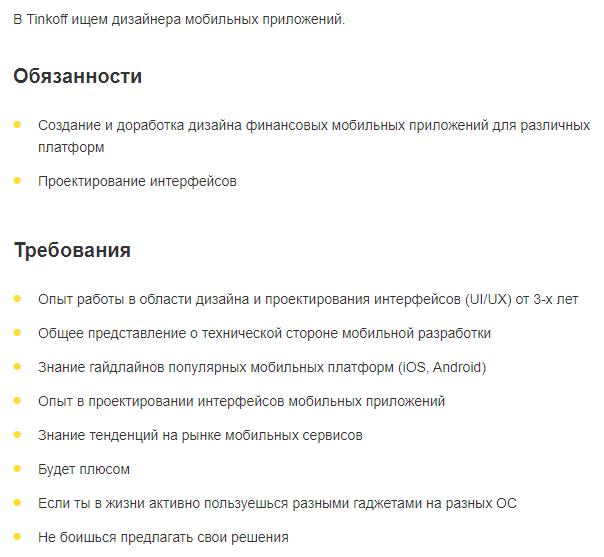 В Tinkoff ищем дизайнера мобильных приложений.
Обязанности
Создание и доработка дизайна финансовых мобильных приложений для различных
платформ
Проектирование интерфейсов
Требования
Опыт работы в области дизайна и проектирования интерфейсов (UI/UX) от 3-х лет
Общее представление о технической стороне мобильной разработки
Знание гайдлайнов популярных мобильных платформ (iOS, Android)
Опыт в проектировании интерфейсов мобильных приложений
Знание тенденций на рынке мобильных сервисов
Будет плюсом
Если ты в жизни активно пользуешься разными гаджетами на разных ОС
Не боишься предлагать свои решения